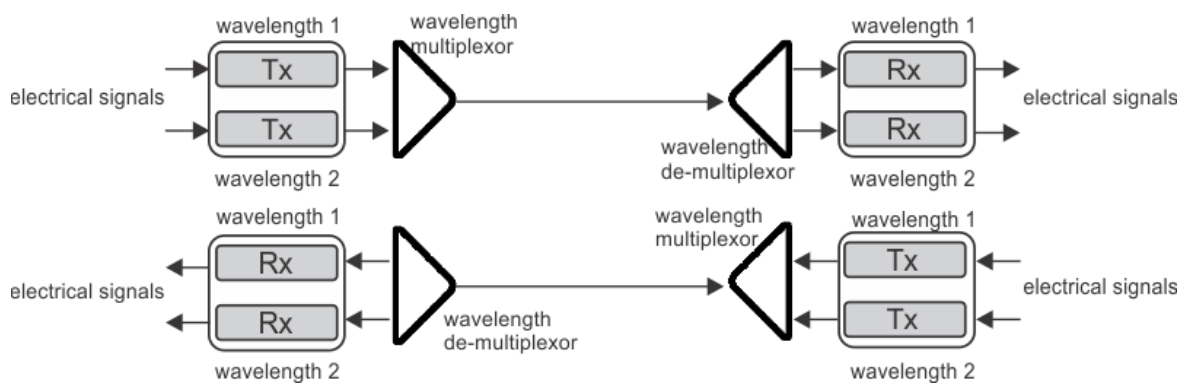 wavelength 1
wavelength
multiplexor
wavelength 1
Tx
Rx
electrical signals
electrical signals
Tx
Rx
wavelength
de-multiplexor
wavelength 2
wavelength 2
wavelength 1
wavelength
multiplexor
wavelength 1
Rx
Tx
electrical signals
electrical signals
Rx
Tx
wavelength
de-multiplexor
wavelength 2
wavelength 2